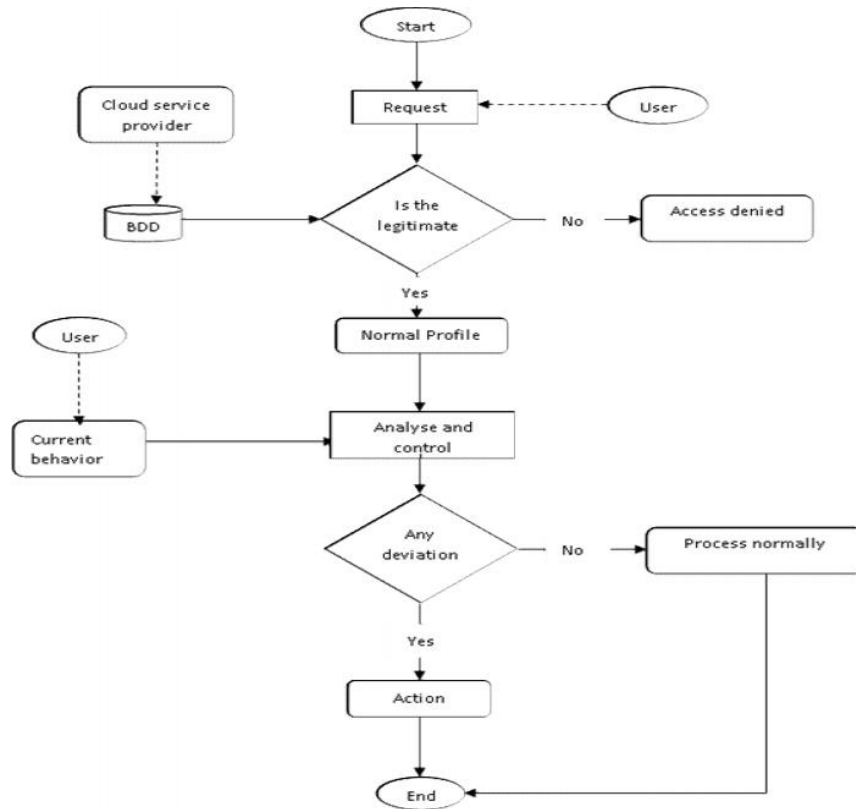 Start
Cloud service
provider
Request
User
BDD
Is the
legitimate
No
Access denied
Yes
User
Normal Profile
Current
behavior
Analyse and
control
Any
deviation
No
Process normally
Yes
Action
End